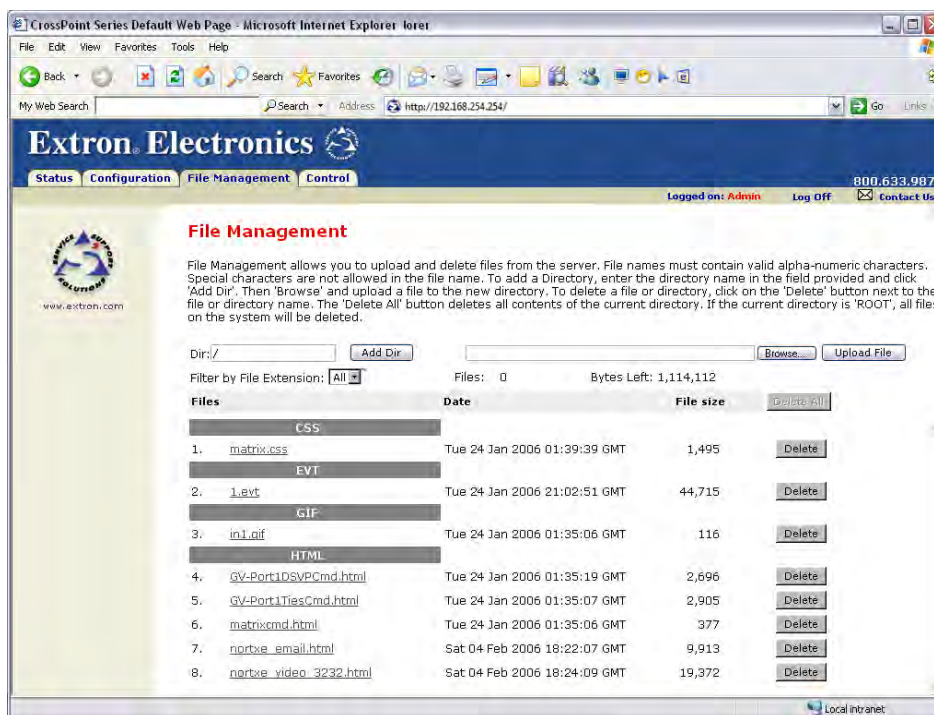 CrossPoint Series Default Web Page - Microsoft Internet Explorer lorer
File Edit View Favorites Tools Help
Back Search Favorites
My Web Search Search Address http://192.168.254.254/ Go Links
Extron Electronics
Status Configuration File Management Control
800.633.987
Logged on: Admin Log Off Contact Us
SERVICE SUPPORT SOLUTIONS
www.extron.com
File Management
File Management allows you to upload and delete files from the server. File names must contain valid alpha-numeric characters.
Special characters are not allowed in the file name. To add a Directory, enter the directory name in the field provided and click
'Add Dir'. Then 'Browse' and upload a file to the new directory. To delete a file or directory, click on the 'Delete' button next to the
file or directory name. The 'Delete All' button deletes all contents of the current directory. If the current directory is 'ROOT', all files
on the system will be deleted.
Dir: / Add Dir Browse... Upload File
Filter by File Extension: All Files: 0 Bytes Left: 1,114,112
Files Date File size Delete All
CSS
1. matrix.css Tue 24 Jan 2006 01:39:39 GMT 1,495 Delete
EVT
2. 1.evt Tue 24 Jan 2006 21:02:51 GMT 44,715 Delete
GIF
3. in1.gif Tue 24 Jan 2006 01:35:06 GMT 116 Delete
HTML
4. GV-Port1DSVPCmd.html Tue 24 Jan 2006 01:35:19 GMT 2,696 Delete
5. GV-Port1TiesCmd.html Tue 24 Jan 2006 01:35:07 GMT 2,905 Delete
6. matrixcmd.html Tue 24 Jan 2006 01:35:06 GMT 377 Delete
7. nortxe_email.html Sat 04 Feb 2006 18:22:07 GMT 9,913 Delete
8. nortxe_video_3232.html Sat 04 Feb 2006 18:24:09 GMT 19,372 Delete
Local intranet